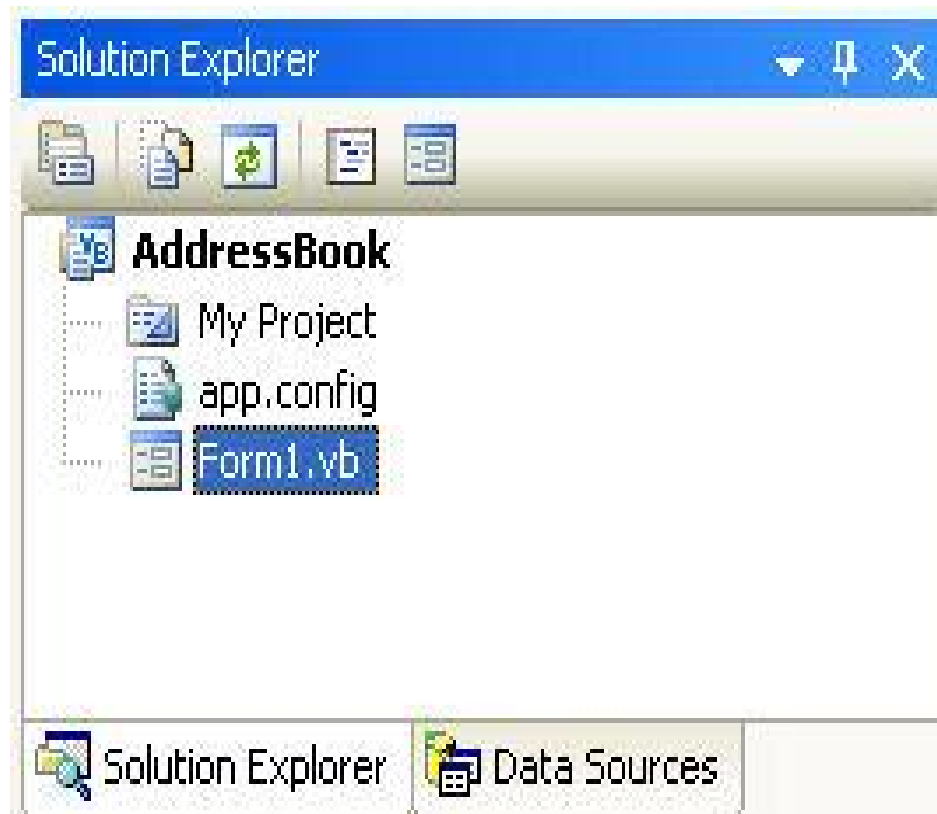 Solution Explorer
AddressBook
My Project
app.config
Form1.vb
Solution Explorer
Data Sources